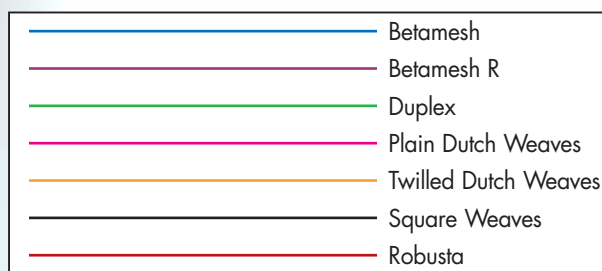 Betamesh
Betamesh R
Duplex
Plain Dutch Weaves
Twilled Dutch Weaves
Square Weaves
Robusta